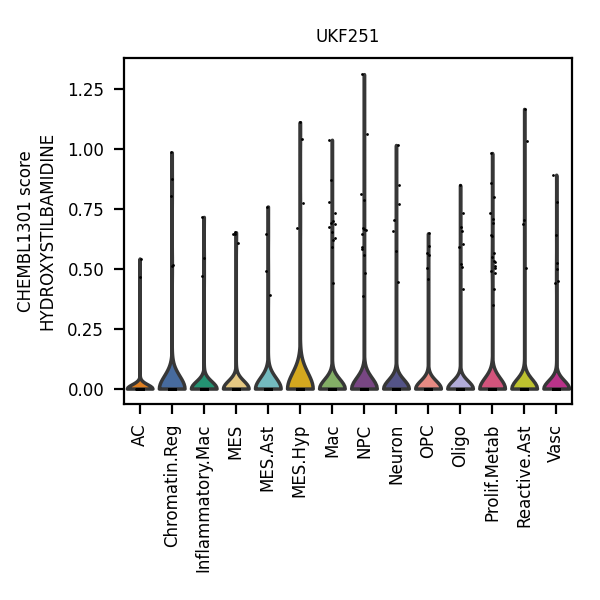 UKF251
CHEMBL1301 score
HYDROXYSTILBAMIDINE
1.25
1.00
0.75
0.50
0.25
0.00
AC
Chromatin.Reg
Inflammatory.Mac
MES
MES.Ast
MES.Hyp
Mac
NPC
Neuron
OPC
Oligo
Prolif.Metab
Reactive.Ast
Vasc